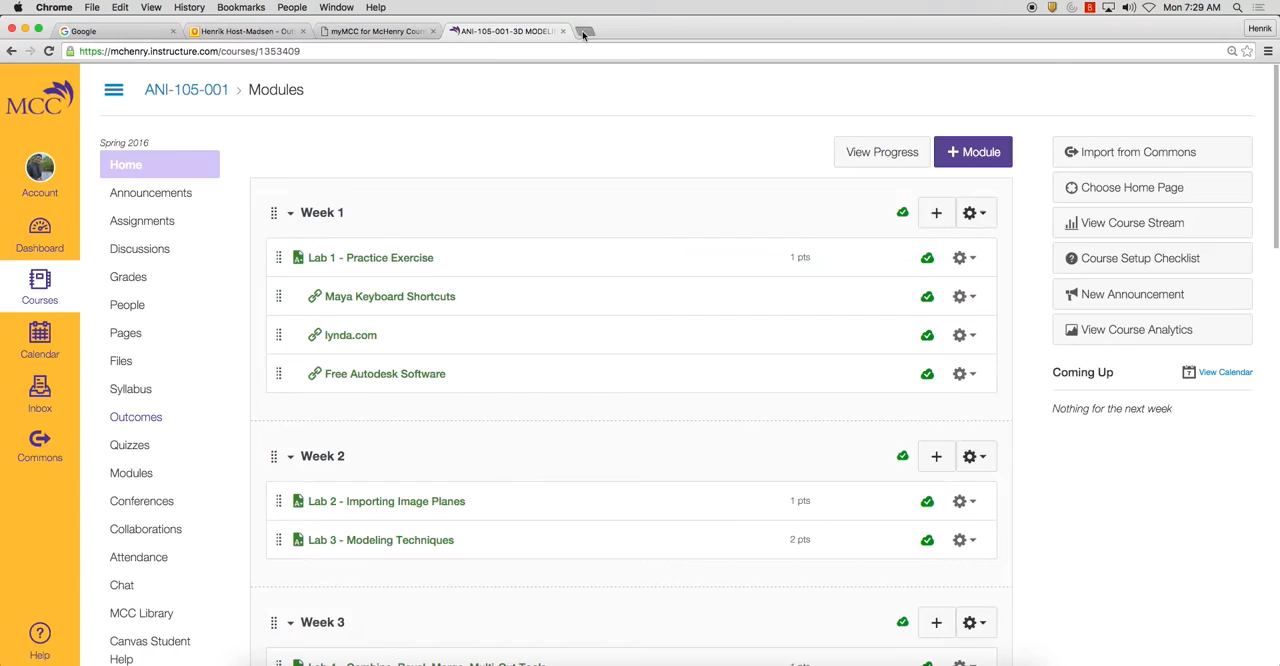 Chrome File Edit View History Bookmarks People Window Help Mon 7:29 AM
Google Henrik Host-Madsen - Out myMCC for McHenry Coun ANI-105-001-3D MODELI Henrik
https://mchenry.instructure.com/courses/1353409
MCC
Account
Dashboard
Courses
Calendar
Inbox
Commons
Help
ANI-105-001 > Modules
Spring 2016
Home
Announcements
Assignments
Discussions
Grades
People
Pages
Files
Syllabus
Outcomes
Quizzes
Modules
Conferences
Collaborations
Attendance
Chat
MCC Library
Canvas Student
Help
View Progress + Module
Week 1
Lab 1 - Practice Exercise 1 pts
Maya Keyboard Shortcuts
lynda.com
Free Autodesk Software
Week 2
Lab 2 - Importing Image Planes 1 pts
Lab 3 - Modeling Techniques 2 pts
Week 3
Import from Commons
Choose Home Page
View Course Stream
Course Setup Checklist
New Announcement
View Course Analytics
Coming Up 7 View Calendar
Nothing for the next week